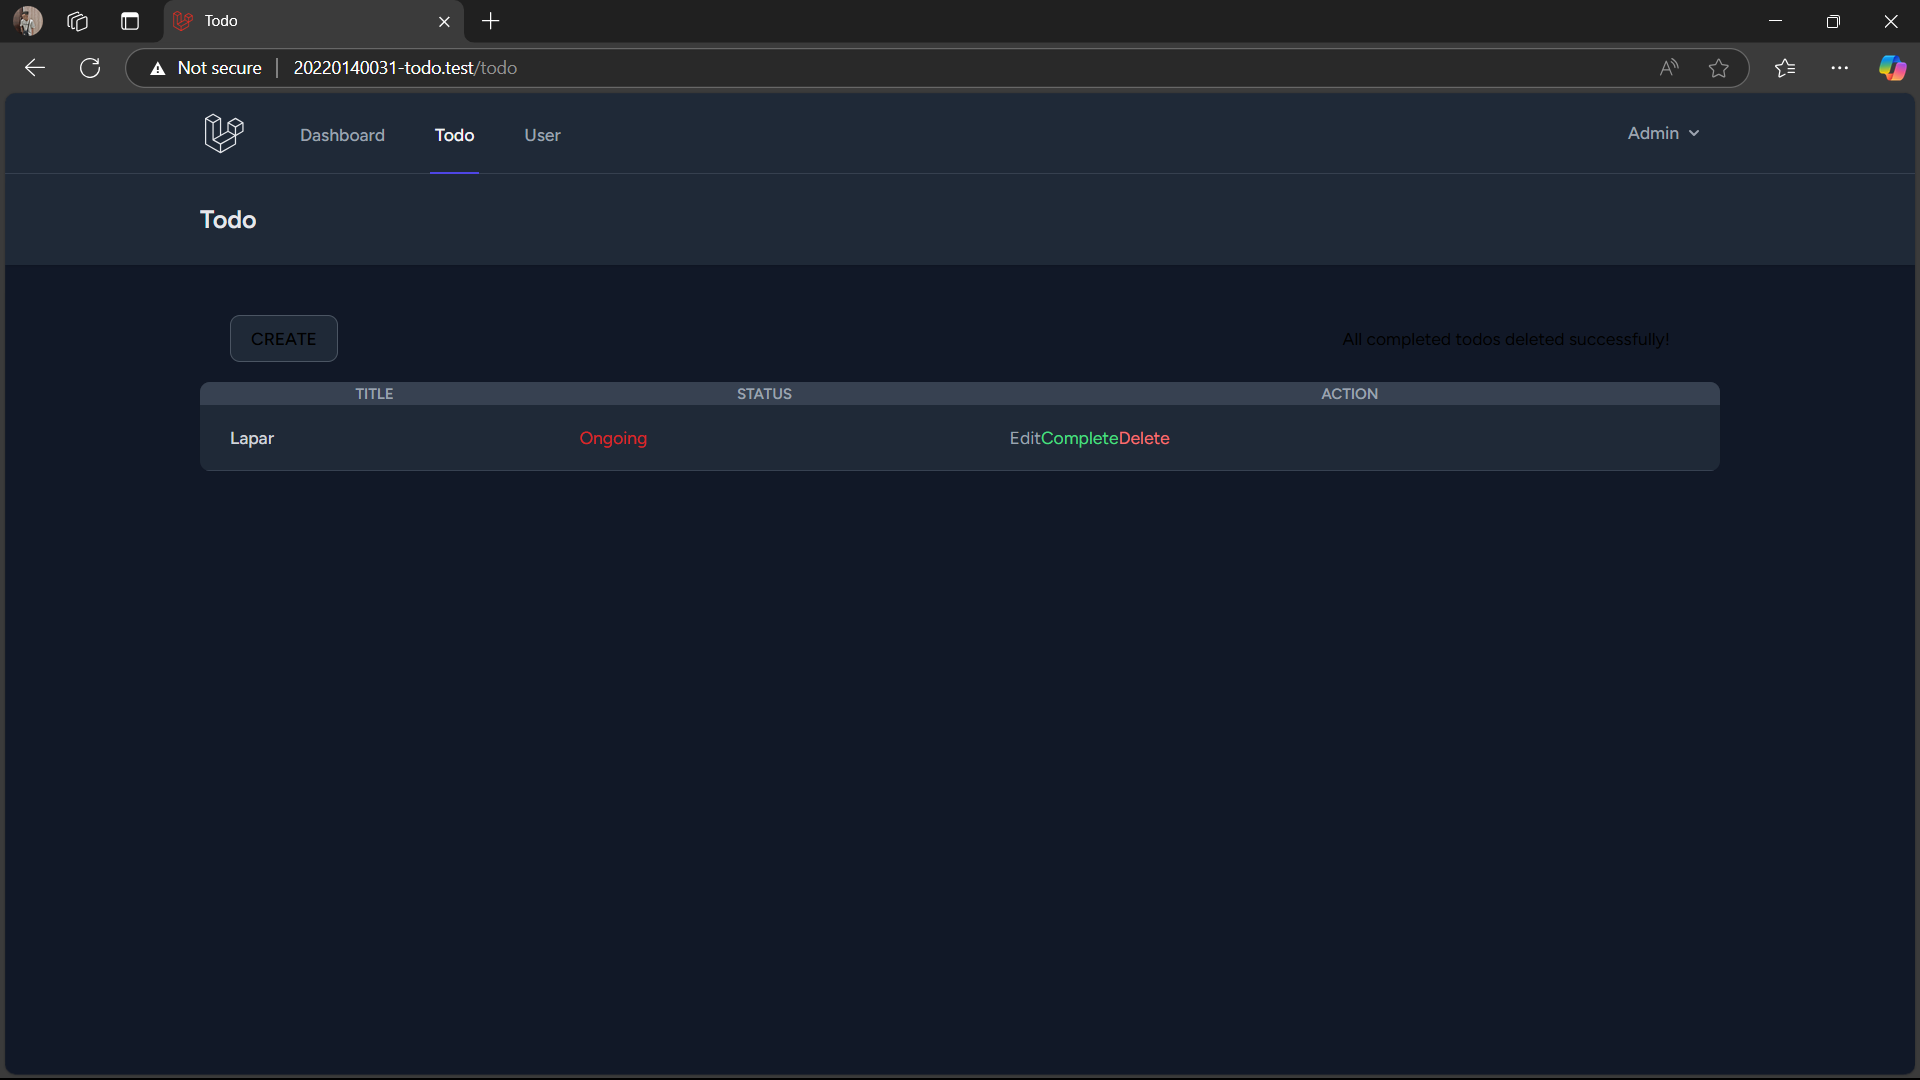 Todo
Not secure
20220140031-todo.test/todo
Dashboard
Todo
User
Admin
Todo
CREATE
All completed todos deleted successfully!
TITLE STATUS ACTION
Lapar Ongoing EditCompleteDelete